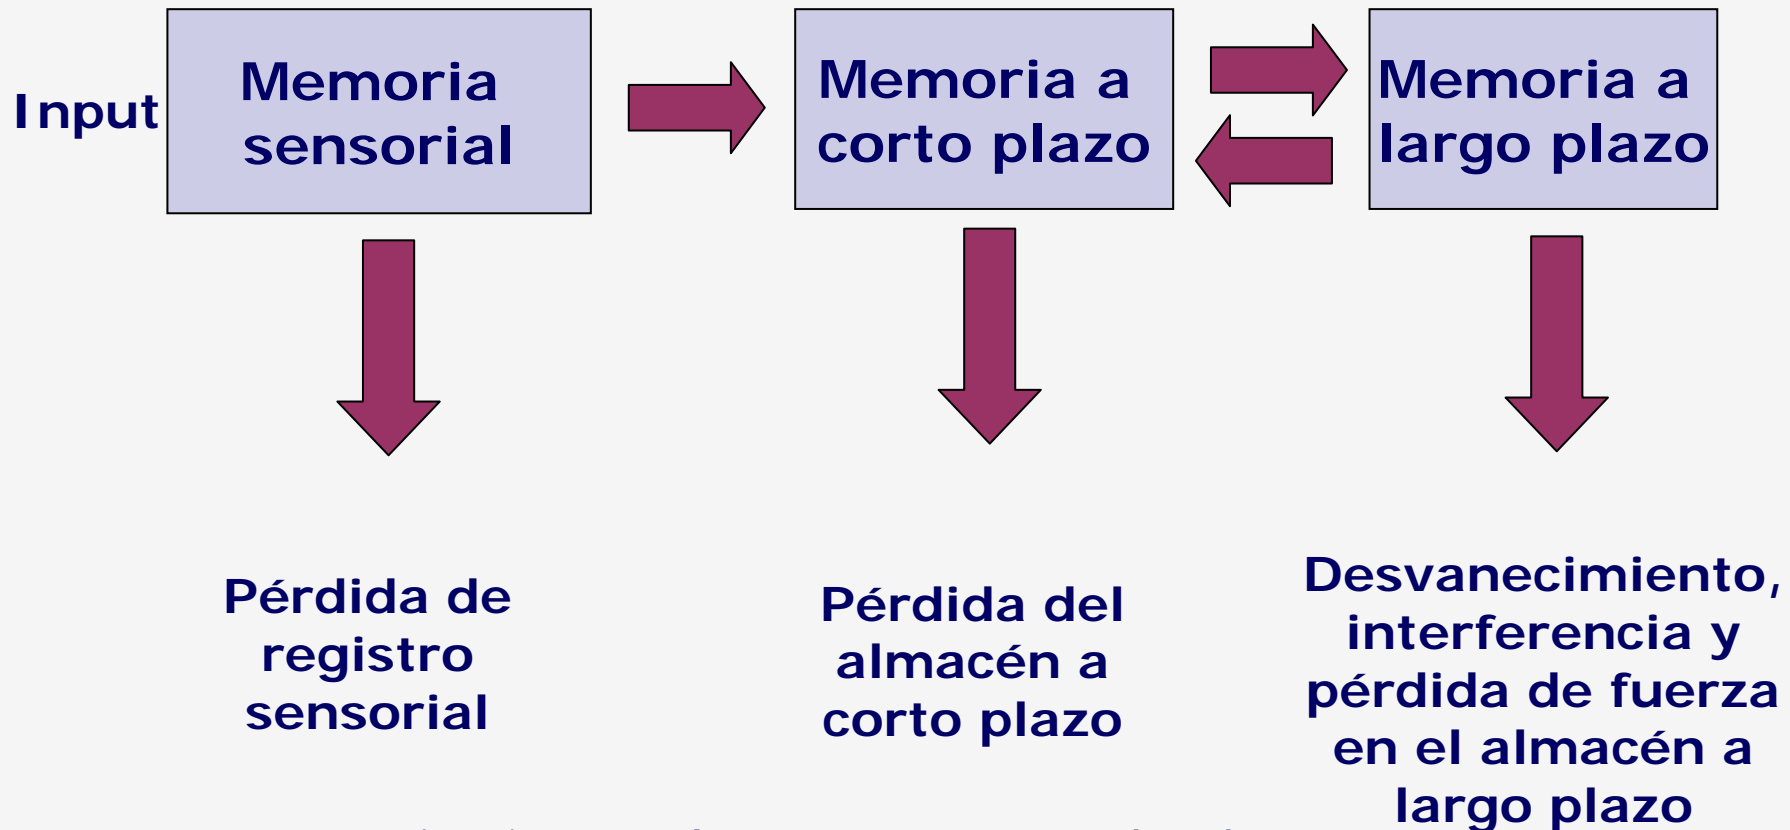 Input
Memoria
sensorial
Memoria a
corto plazo
Memoria a
largo plazo
Pérdida de
registro
sensorial
Pérdida del
almacén a
corto plazo
Desvanecimiento,
interferencia y
pérdida de fuerza
en el almacén a
largo plazo